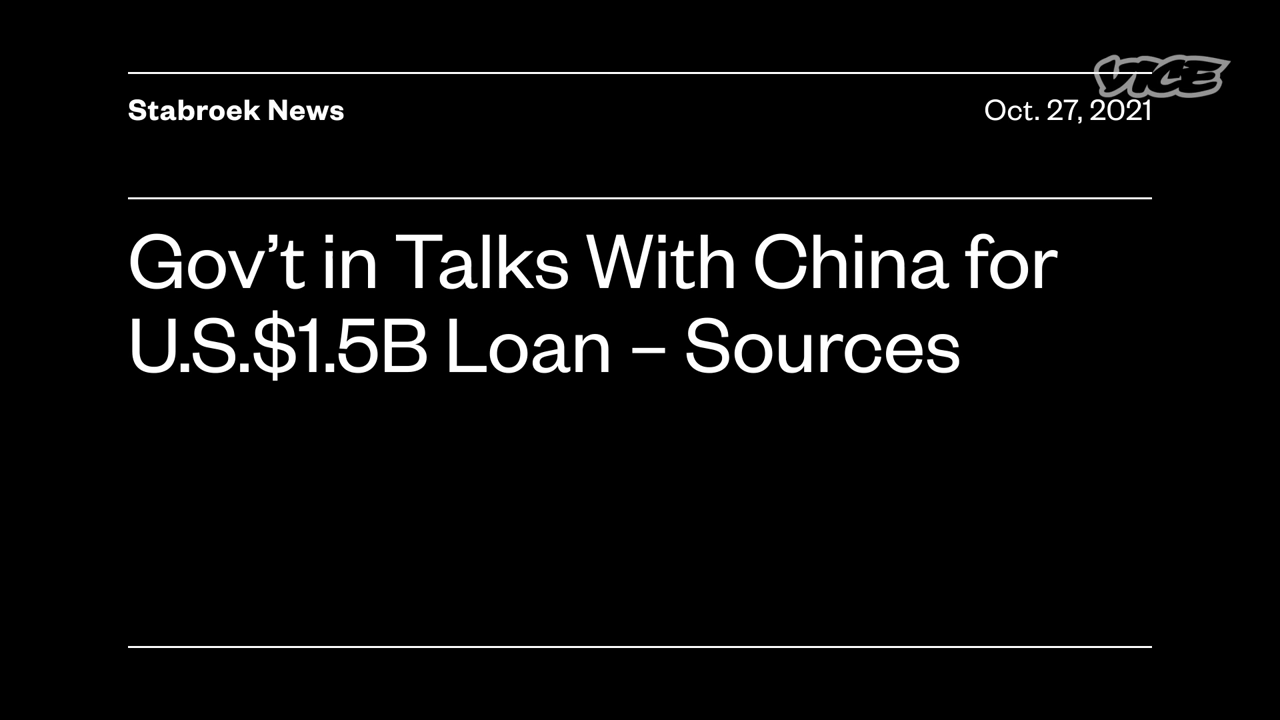 VICE
Stabroek News
Oct. 27, 2021
Gov’t in Talks With China for
U.S.$1.5B Loan – Sources